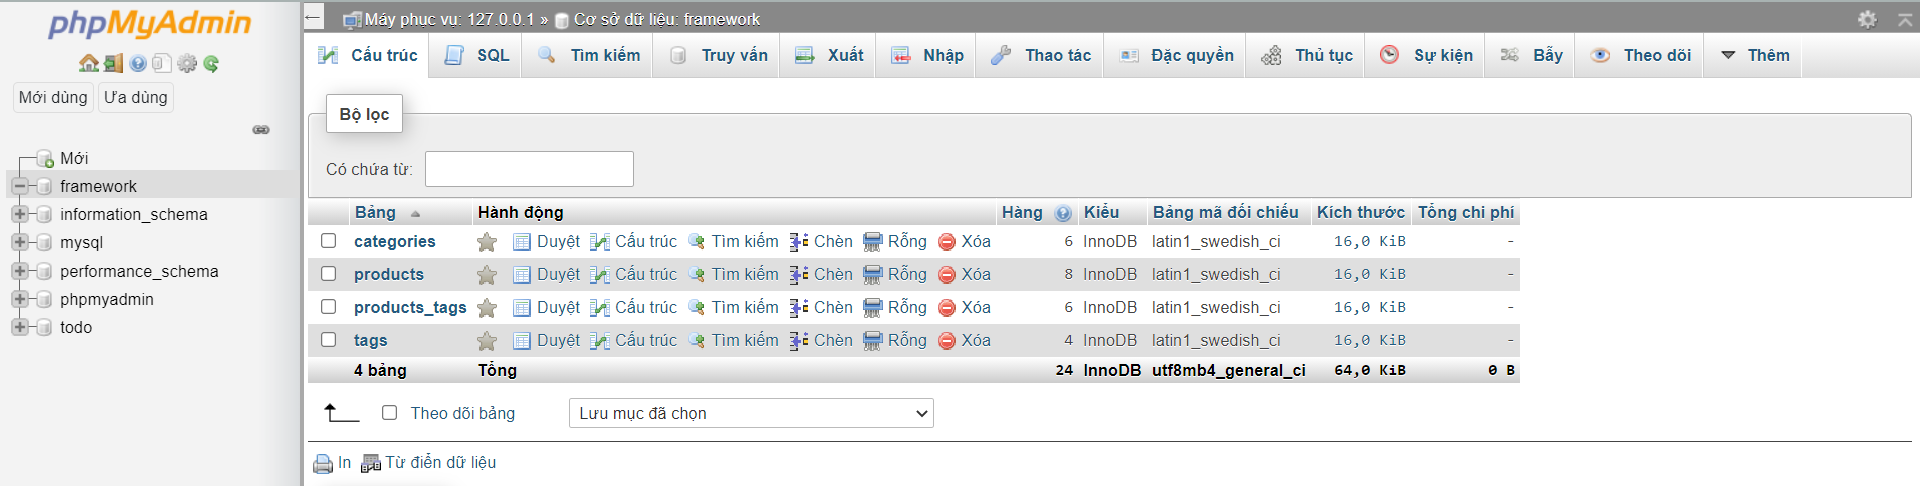 phpMyAdmin
Mới dùng Ưa dùng
Mới
framework
information_schema
mysql
performance_schema
phpmyadmin
todo
Máy phục vụ: 127.0.0.1 » Cơ sở dữ liệu: framework
Cấu trúc SQL Tìm kiếm Truy vấn Xuất Nhập Thao tác Đặc quyền Thủ tục Sự kiện Bẫy Theo dõi Thêm
Bộ lọc
Có chứa từ:
Bảng Hành động Hàng Kiểu Bảng mã đối chiếu Kích thước Tổng chi phí
categories Duyệt Cấu trúc Tìm kiếm Chèn Rỗng Xóa 6 InnoDB latin1_swedish_ci 16,0 KiB -
products Duyệt Cấu trúc Tìm kiếm Chèn Rỗng Xóa 8 InnoDB latin1_swedish_ci 16,0 KiB -
products_tags Duyệt Cấu trúc Tìm kiếm Chèn Rỗng Xóa 6 InnoDB latin1_swedish_ci 16,0 KiB -
tags Duyệt Cấu trúc Tìm kiếm Chèn Rỗng Xóa 4 InnoDB latin1_swedish_ci 16,0 KiB -
4 bảng Tổng 24 InnoDB utf8mb4_general_ci 64,0 KiB 0 B
Theo dõi bảng Lưu mục đã chọn
In Từ điển dữ liệu